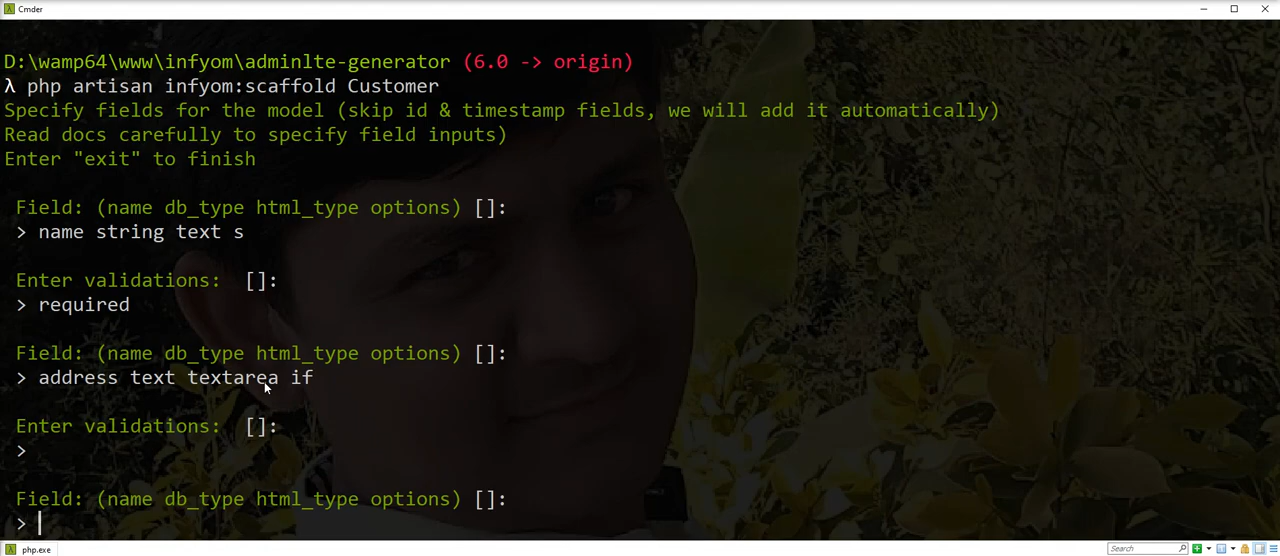 Cmder
D:\wamp64\www\infyom\adminlte-generator (6.0 -> origin)
λ php artisan infyom:scaffold Customer
Specify fields for the model (skip id & timestamp fields, we will add it automatically)
Read docs carefully to specify field inputs)
Enter "exit" to finish
Field: (name db_type html_type options) []:
> name string text s
Enter validations:  []:
> required
Field: (name db_type html_type options) []:
> address text textarea if
Enter validations:  []:
>
Field: (name db_type html_type options) []:
>
php.exe
Search